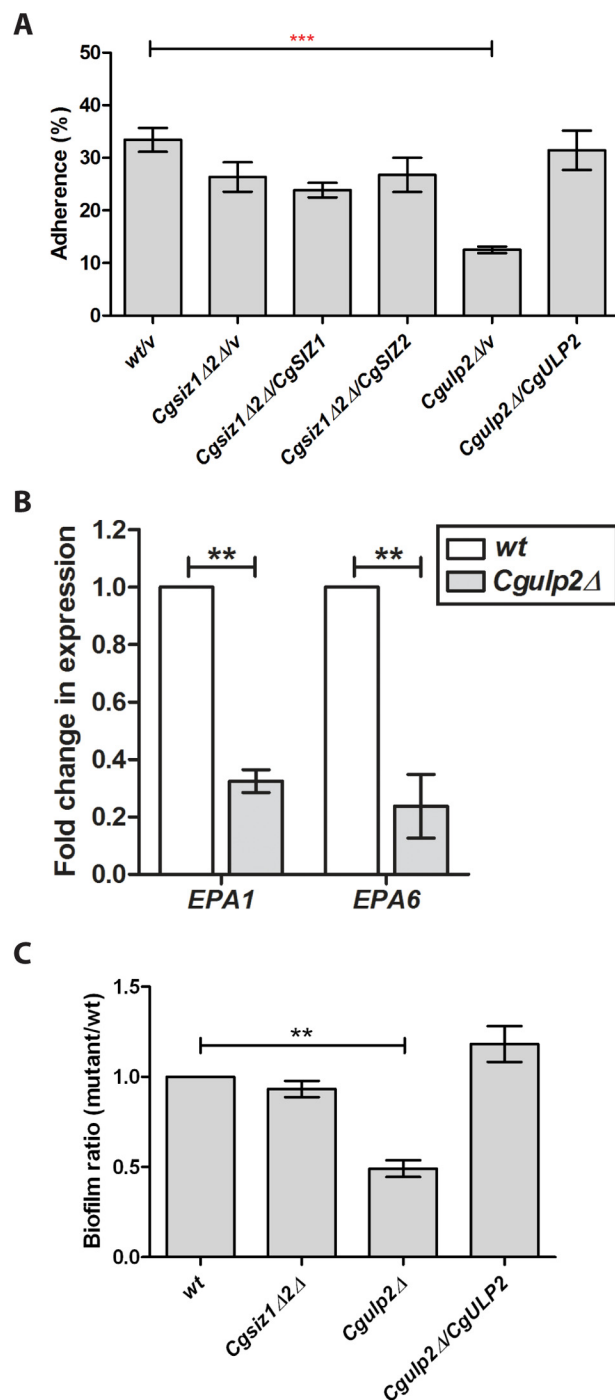 A
***
50
40
30
20
10
0
Adherence (%)
wt/v
Cgsiz1Δ2Δ/v
Cgsiz1Δ2Δ/CgSIZ1
Cgsiz1Δ2Δ/CgSIZ2
Cgulp2Δ/v
Cgulp2Δ/CgULP2
B
1.2
1.0
0.8
0.6
0.4
0.2
0.0
Fold change in expression
**
**
wt
Cgulp2Δ
EPA1
EPA6
C
1.5
1.0
0.5
0.0
Biofilm ratio (mutant/wt)
**
wt
Cgsiz1Δ2Δ
Cgulp2Δ
Cgulp2Δ/CgULP2